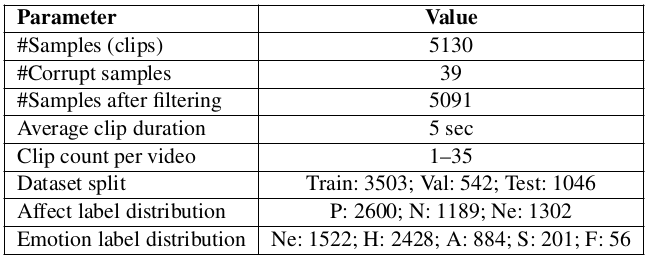 Parameter Value
#Samples (clips) 5130
#Corrupt samples 39
#Samples after filtering 5091
Average clip duration 5 sec
Clip count per video 1–35
Dataset split Train: 3503; Val: 542; Test: 1046
Affect label distribution P: 2600; N: 1189; Ne: 1302
Emotion label distribution Ne: 1522; H: 2428; A: 884; S: 201; F: 56